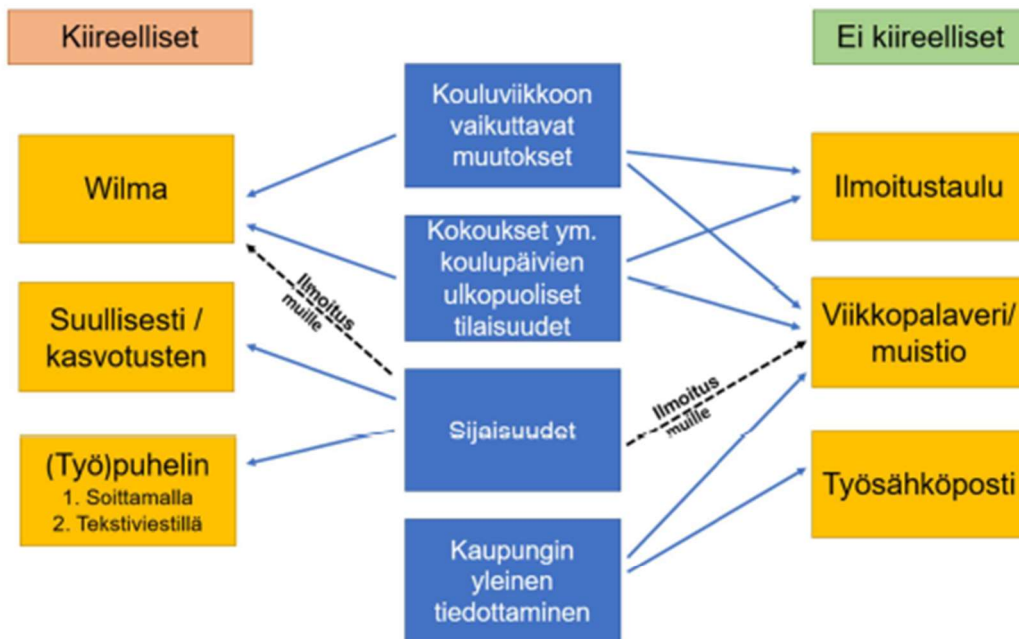 Kiireelliset
Ei kiireelliset
Wilma
Suullisesti /
kasvotusten
(Työ)puhelin
1. Soittamalla
2. Tekstiviestillä
Kouluviikkoon
vaikuttavat
muutokset
Kokoukset ym.
koulupäivien
ulkopuoliset
tilaisuudet
Sijaisuudet
Kaupungin
yleinen
tiedottaminen
Ilmoitus
muille
Ilmoitus
muille
Ilmoitustaulu
Viikkopalaveri/
muistio
Työsähköposti